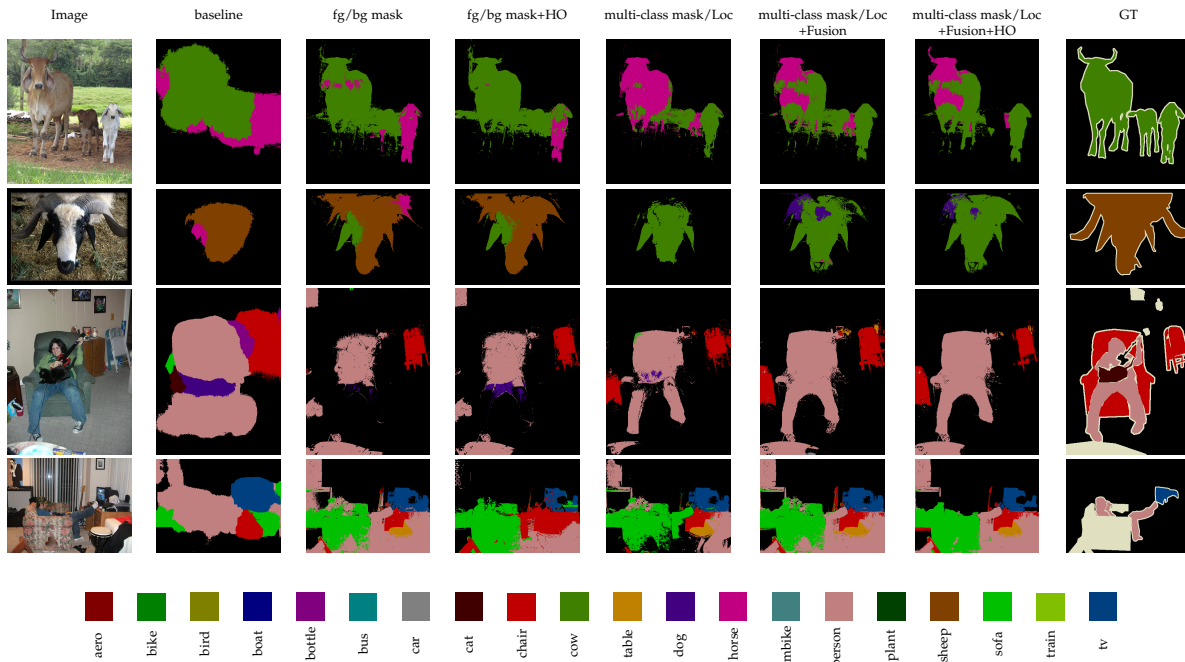 Image
baseline
fg/bg mask
fg/bg mask+HO
multi-class mask/Loc
multi-class mask/Loc
+Fusion
multi-class mask/Loc
+Fusion+HO
GT
aero
bike
bird
boat
bottle
bus
car
cat
chair
cow
table
dog
horse
mbike
person
plant
sheep
sofa
train
tv